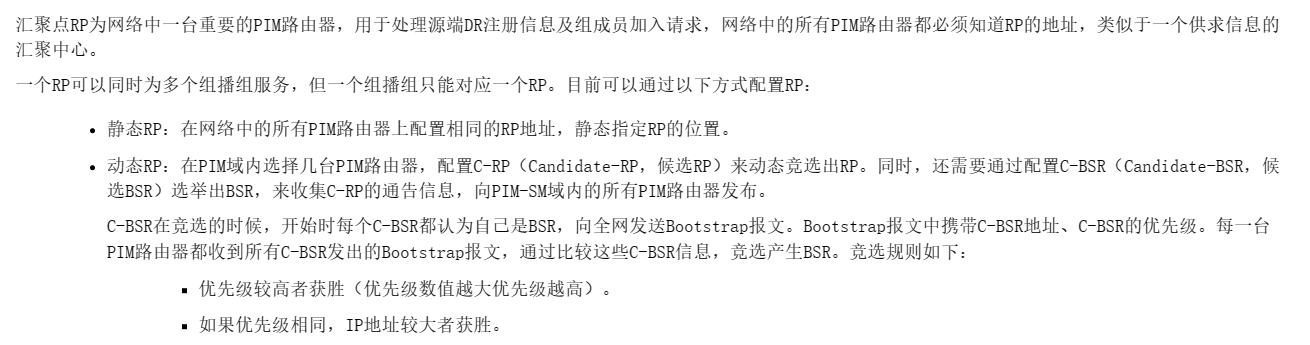 汇聚点RP为网络中一台重要的PIM路由器，用于处理源端DR注册信息及组成员加入请求，网络中的所有PIM路由器都必须知道RP的地址，类似于一个供求信息的
汇聚中心。
一个RP可以同时为多个组播组服务，但一个组播组只能对应一个RP。目前可以通过以下方式配置RP：
• 静态RP：在网络中的所有PIM路由器上配置相同的RP地址，静态指定RP的位置。
• 动态RP：在PIM域内选择几台PIM路由器，配置C-RP（Candidate-RP，候选RP）来动态竞选出RP。同时，还需要通过配置C-BSR（Candidate-BSR，候
选BSR）选举出BSR，来收集C-RP的通告信息，向PIM-SM域内的所有PIM路由器发布。
C-BSR在竞选的时候，开始时每个C-BSR都认为自己是BSR，向全网发送Bootstrap报文。Bootstrap报文中携带C-BSR地址、C-BSR的优先级。每一台
PIM路由器都收到所有C-BSR发出的Bootstrap报文，通过比较这些C-BSR信息，竞选产生BSR。竞选规则如下：
▪ 优先级较高者获胜（优先级数值越大优先级越高）。
▪ 如果优先级相同，IP地址较大者获胜。